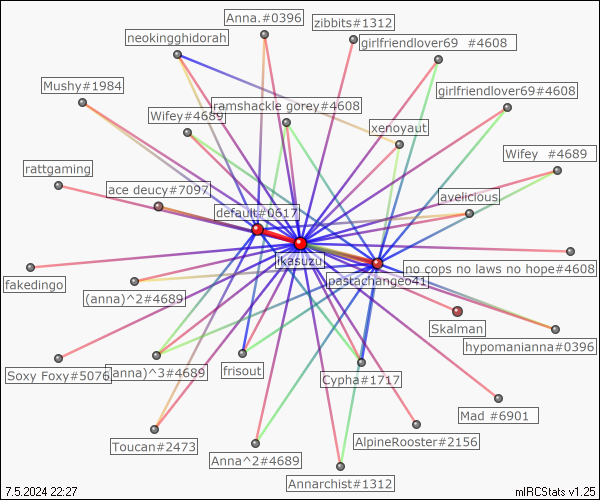 Anna.#0396
zibbits#1312
neokingghidorah
girlfriendlover69   #4608
Mushy#1984
girlfriendlover69#4608
ramshackle gorey#4608
Wifey#4689
xenoyaut
Wifey   #4689
rattgaming
ace deucy#7097
avelicious
default#0617
ikasuzu
no cops no laws no hope#4608
pastachangeo41
fakedingo
(anna)^2#4689
Skalman
hypomanianna#0396
Soxy Foxy#5076
(anna)^3#4689
frisout
Cypha#1717
Mad #6901
Toucan#2473
AlpineRooster#2156
Anna^2#4689
Annarchist#1312
7.5.2024 22:27
mIRCStats v1.25